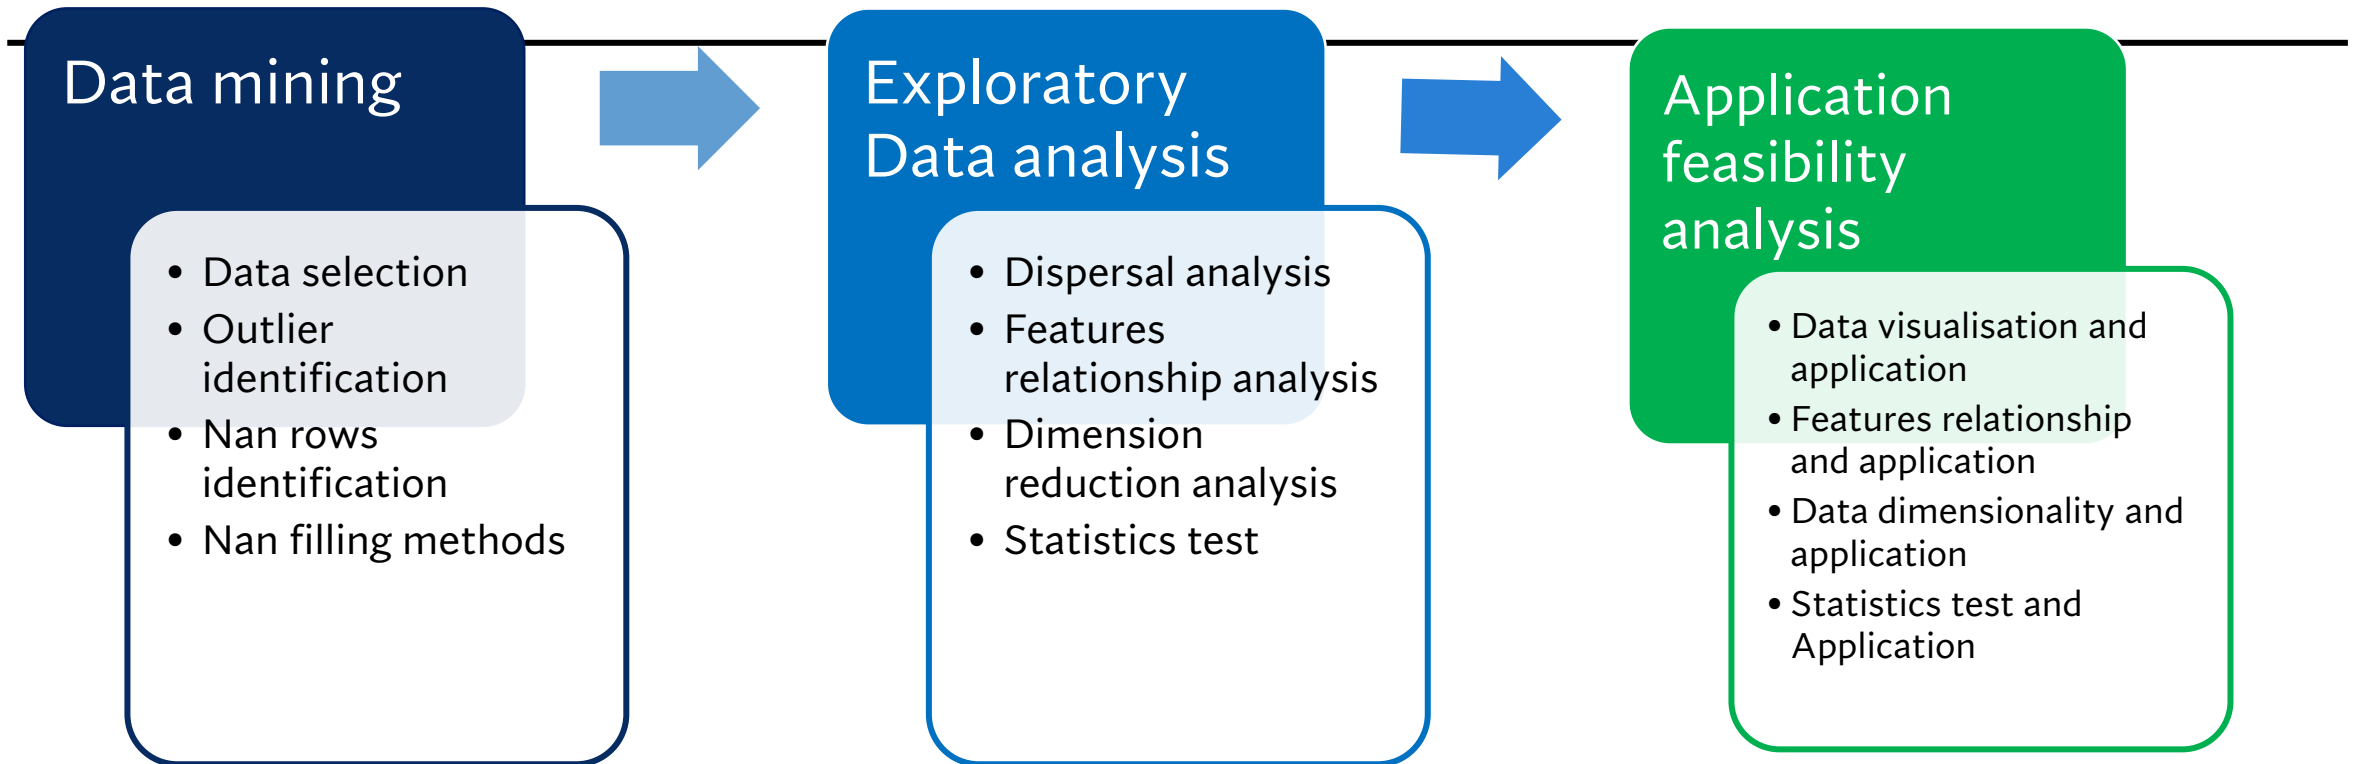 Data mining
• Data selection
• Outlier
identification
• Nan rows
identification
• Nan filling methods
Exploratory
Data analysis
• Dispersal analysis
• Features
relationship analysis
• Dimension
reduction analysis
• Statistics test
Application
feasibility
analysis
• Data visualisation and
application
• Features relationship
and application
• Data dimensionality and
application
• Statistics test and
Application